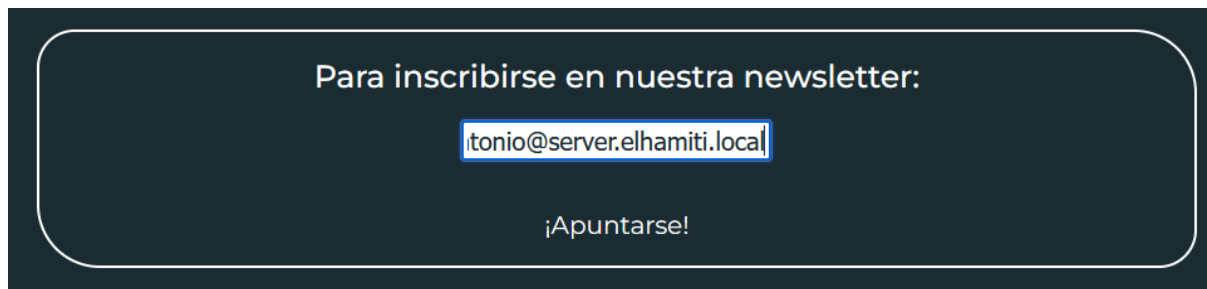 Para inscribirse en nuestra newsletter:
tonio@server.elhamiti.local
¡Apuntarse!